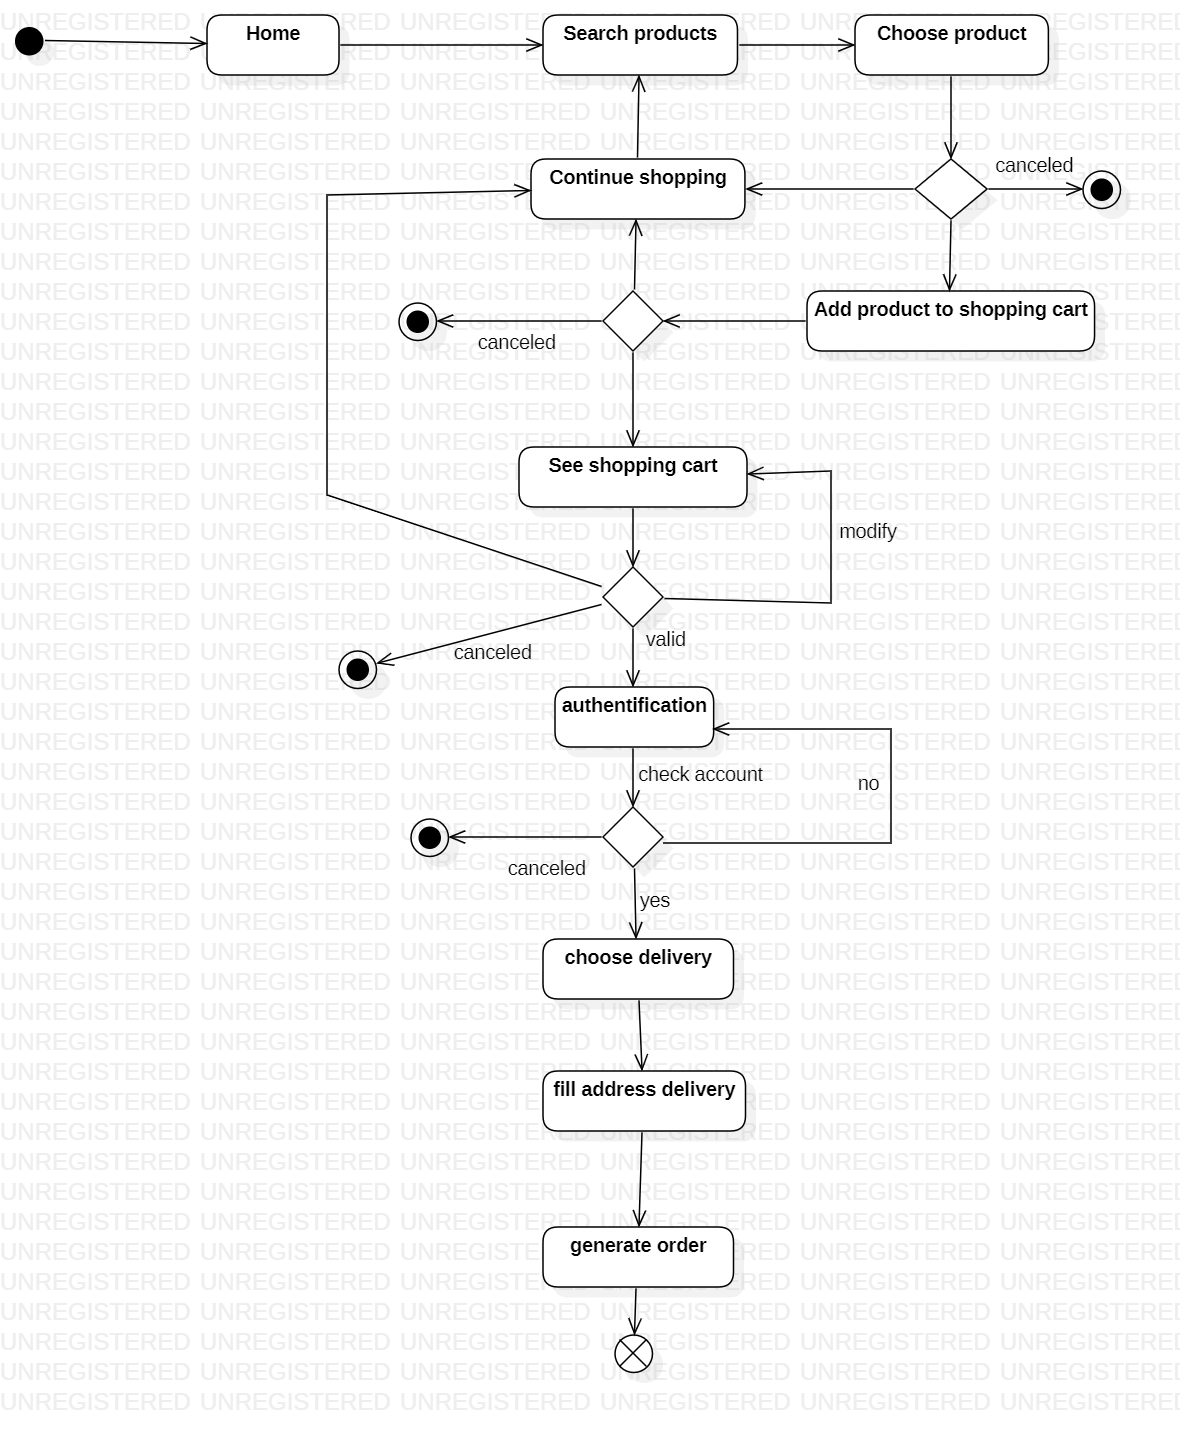 Home
Search products
Choose product
Continue shopping
canceled
Add product to shopping cart
canceled
See shopping cart
modify
valid
canceled
authentification
check account
no
canceled
yes
choose delivery
fill address delivery
generate order
UNREGISTERED